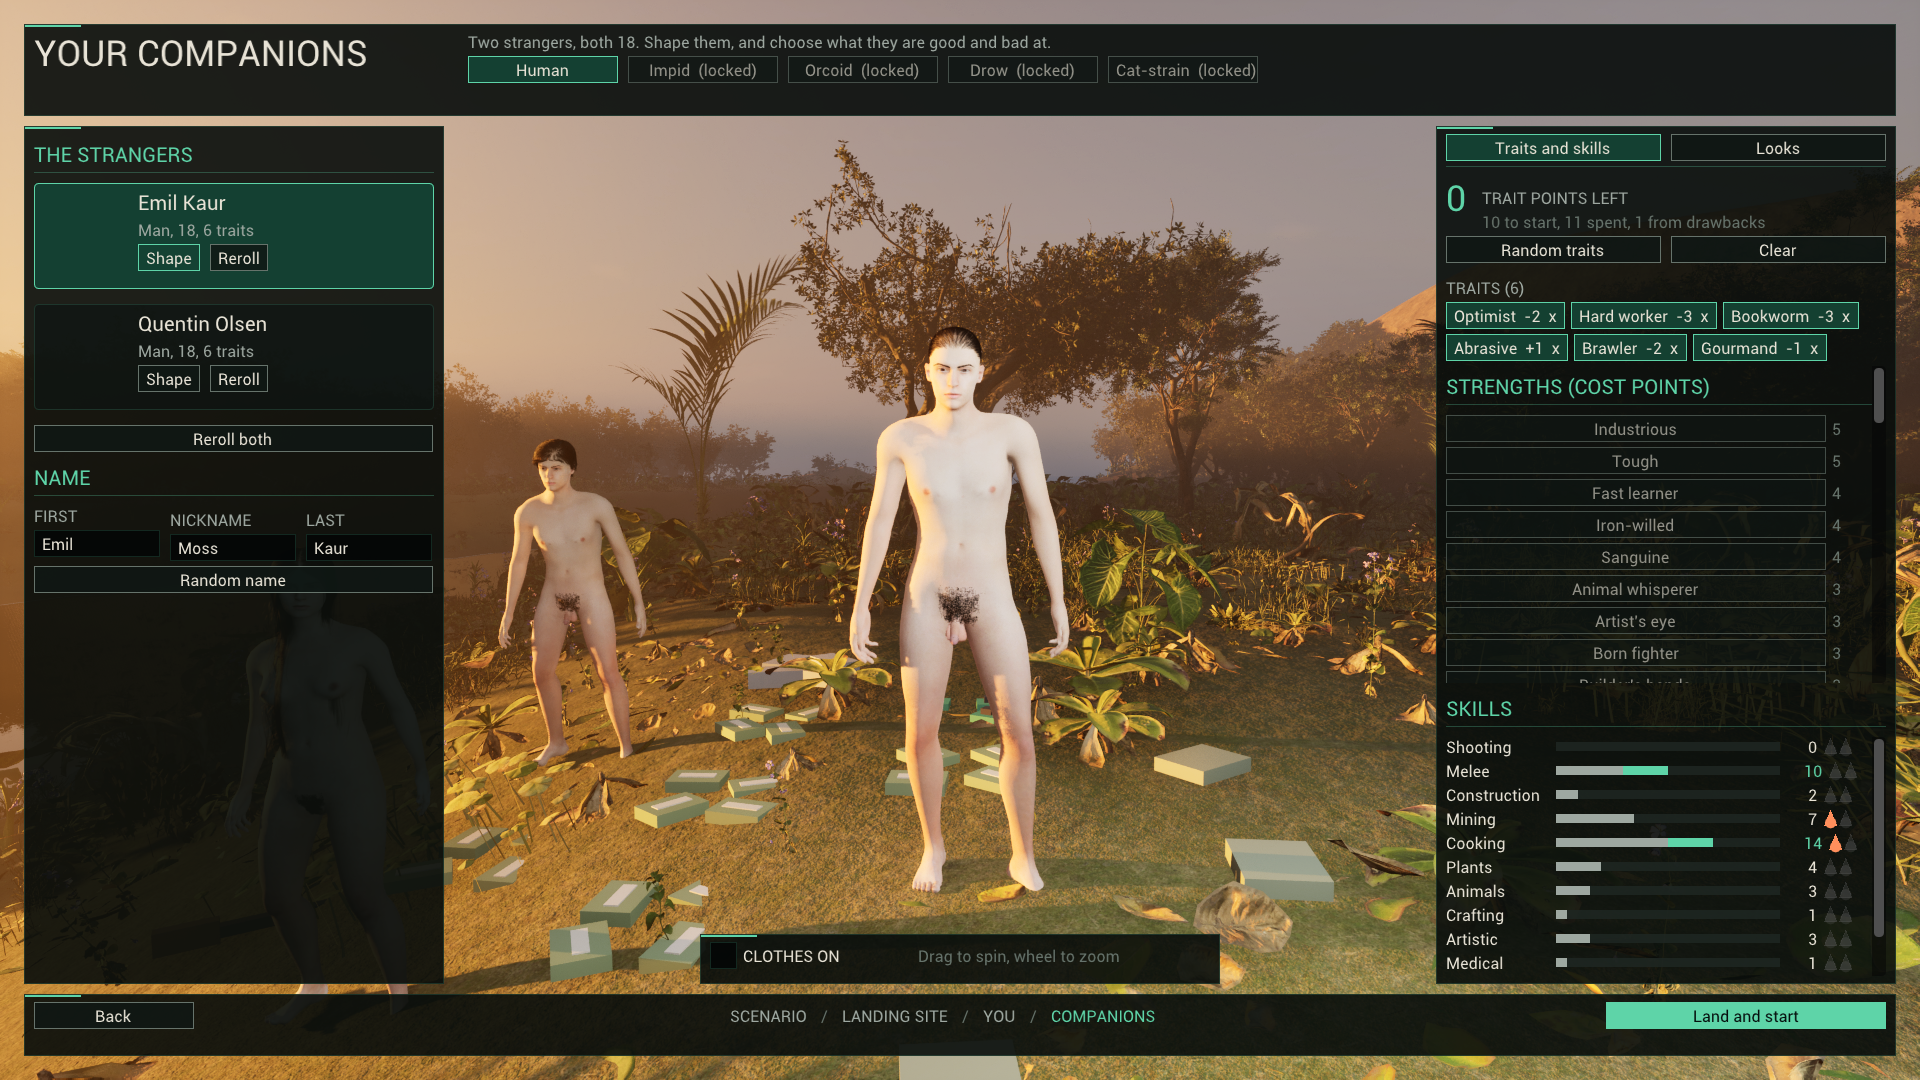 YOUR COMPANIONS
Two strangers, both 18. Shape them, and choose what they are good and bad at.
Human
Impid (locked)
Orcoid (locked)
Drow (locked)
Cat-strain (locked)
THE STRANGERS
Emil Kaur
Man, 18, 6 traits
Shape
Reroll
Quentin Olsen
Man, 18, 6 traits
Shape
Reroll
Reroll both
NAME
FIRST
NICKNAME
LAST
Emil
Moss
Kaur
Random name
Traits and skills
Looks
0 TRAIT POINTS LEFT
10 to start, 11 spent, 1 from drawbacks
Random traits
Clear
TRAITS (6)
Optimist -2 x
Hard worker -3 x
Bookworm -3 x
Abrasive +1 x
Brawler -2 x
Gourmand -1 x
STRENGTHS (COST POINTS)
Industrious 5
Tough 5
Fast learner 4
Iron-willed 4
Sanguine 4
Animal whisperer 3
Artist's eye 3
Born fighter 3
SKILLS
Shooting 0
Melee 10
Construction 2
Mining 7
Cooking 14
Plants 4
Animals 3
Crafting 1
Artistic 3
Medical 1
CLOTHES ON
Drag to spin, wheel to zoom
Back
SCENARIO / LANDING SITE / YOU / COMPANIONS
Land and start